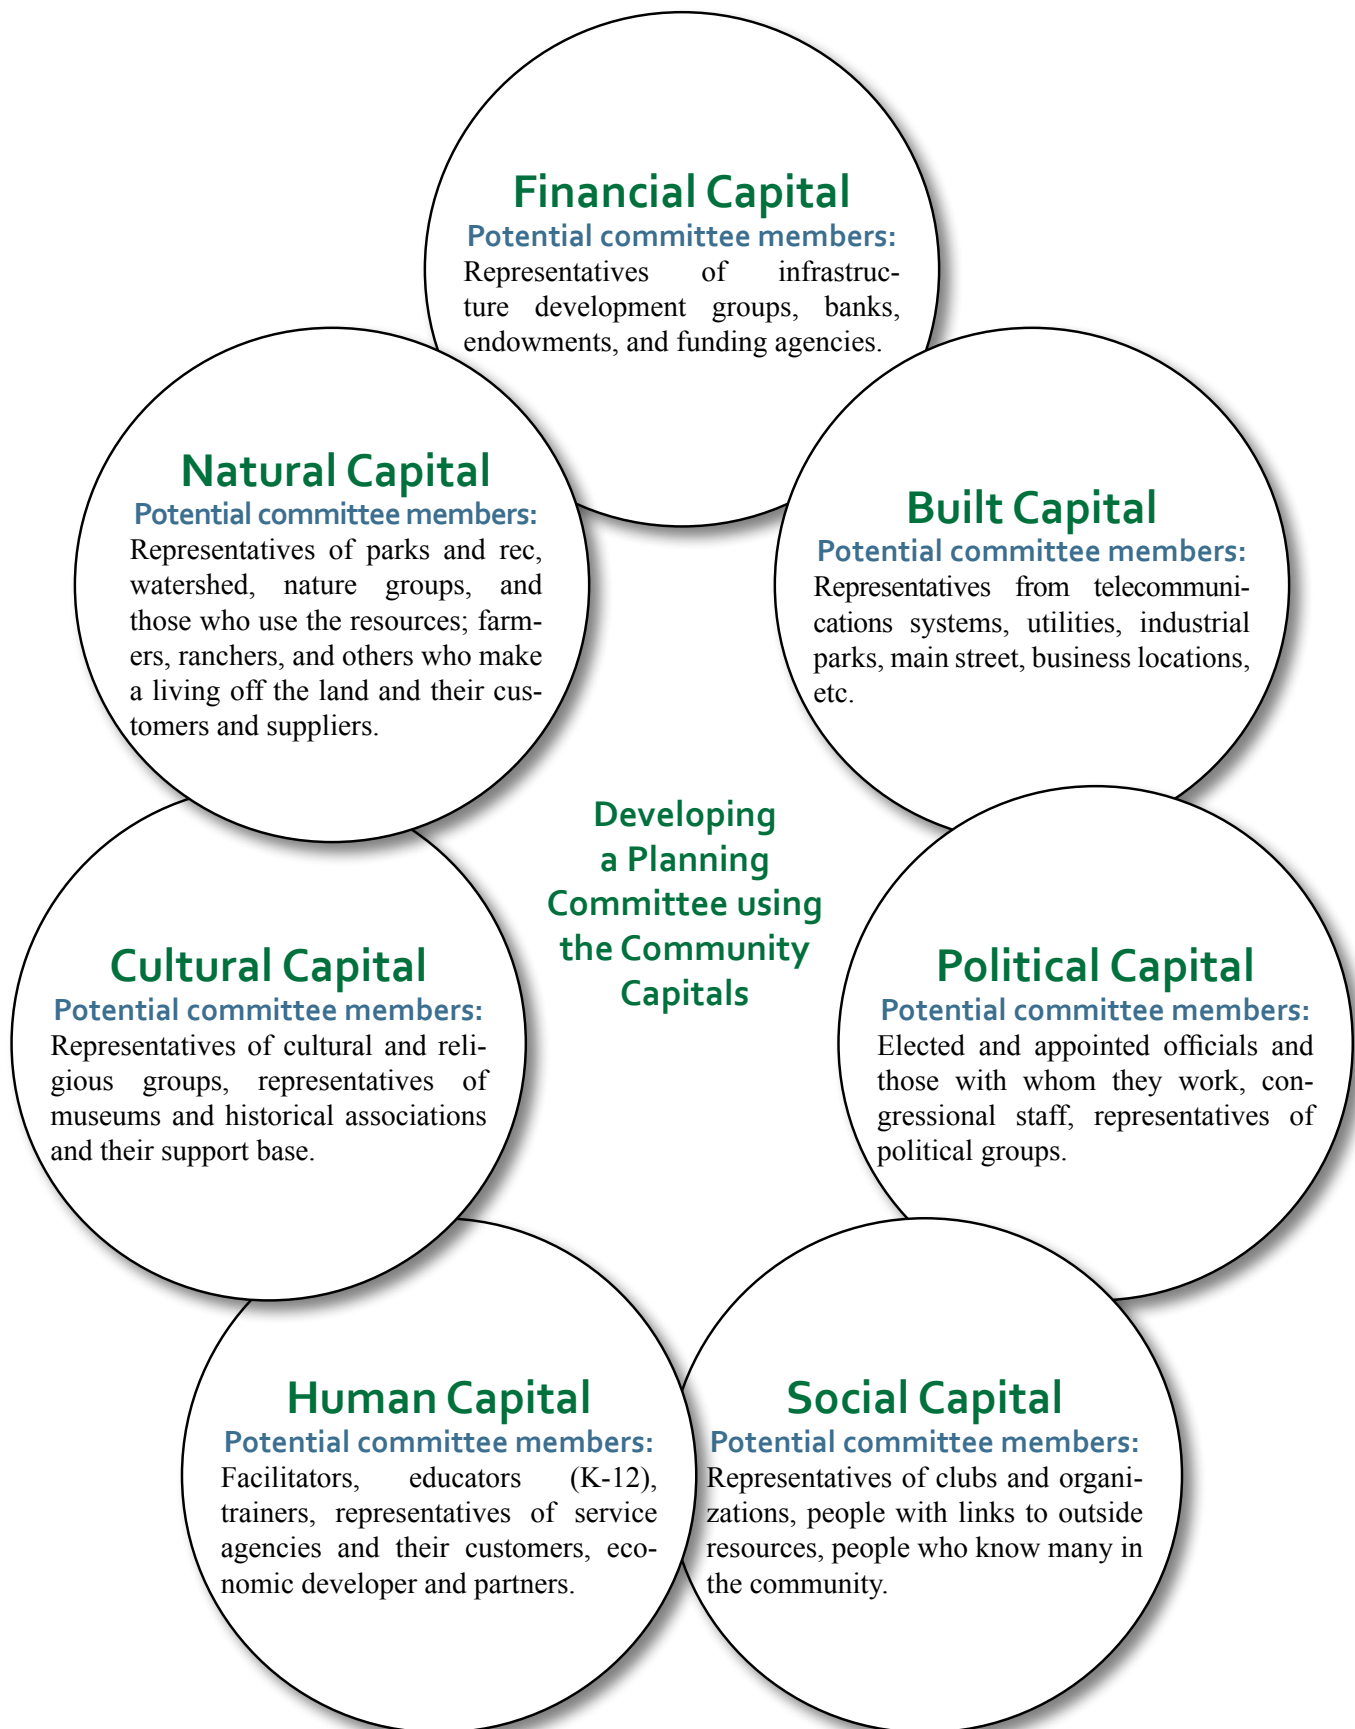 Financial Capital
Potential committee members:
Representatives of infrastruc-
ture development groups, banks,
endowments, and funding agencies.
Natural Capital
Potential committee members:
Representatives of parks and rec,
watershed, nature groups, and
those who use the resources; farm-
ers, ranchers, and others who make
a living off the land and their cus-
tomers and suppliers.
Built Capital
Potential committee members:
Representatives from telecommuni-
cations systems, utilities, industrial
parks, main street, business locations,
etc.
Developing
a Planning
Committee using
the Community
Capitals
Cultural Capital
Potential committee members:
Representatives of cultural and reli-
gious groups, representatives of
museums and historical associations
and their support base.
Political Capital
Potential committee members:
Elected and appointed officials and
those with whom they work, con-
gressional staff, representatives of
political groups.
Human Capital
Potential committee members:
Facilitators, educators (K-12),
trainers, representatives of service
agencies and their customers, eco-
nomic developer and partners.
Social Capital
Potential committee members:
Representatives of clubs and organi-
zations, people with links to outside
resources, people who know many in
the community.